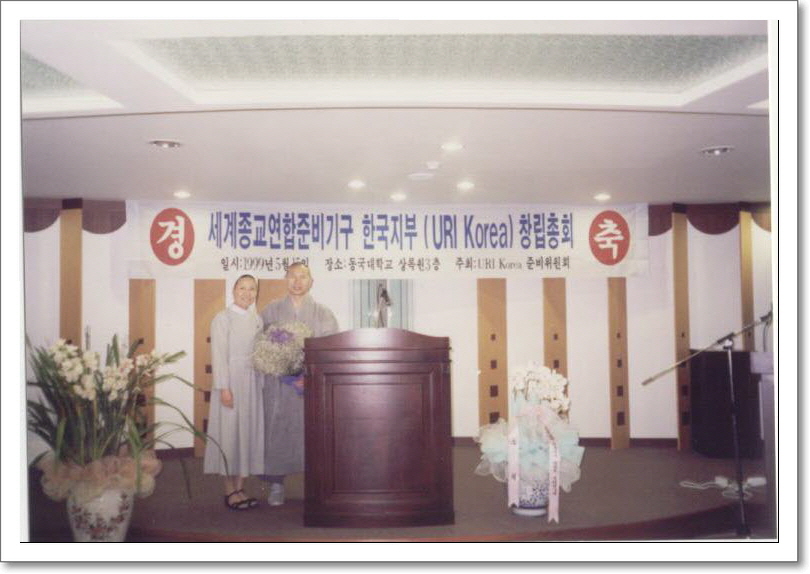 경 세계종교연합준비기구 한국지부 (URI Korea) 창립총회 축
일시:1999년 5월 일 장소:동국대학교 상록원3층 주회:URI Korea 준비위원회